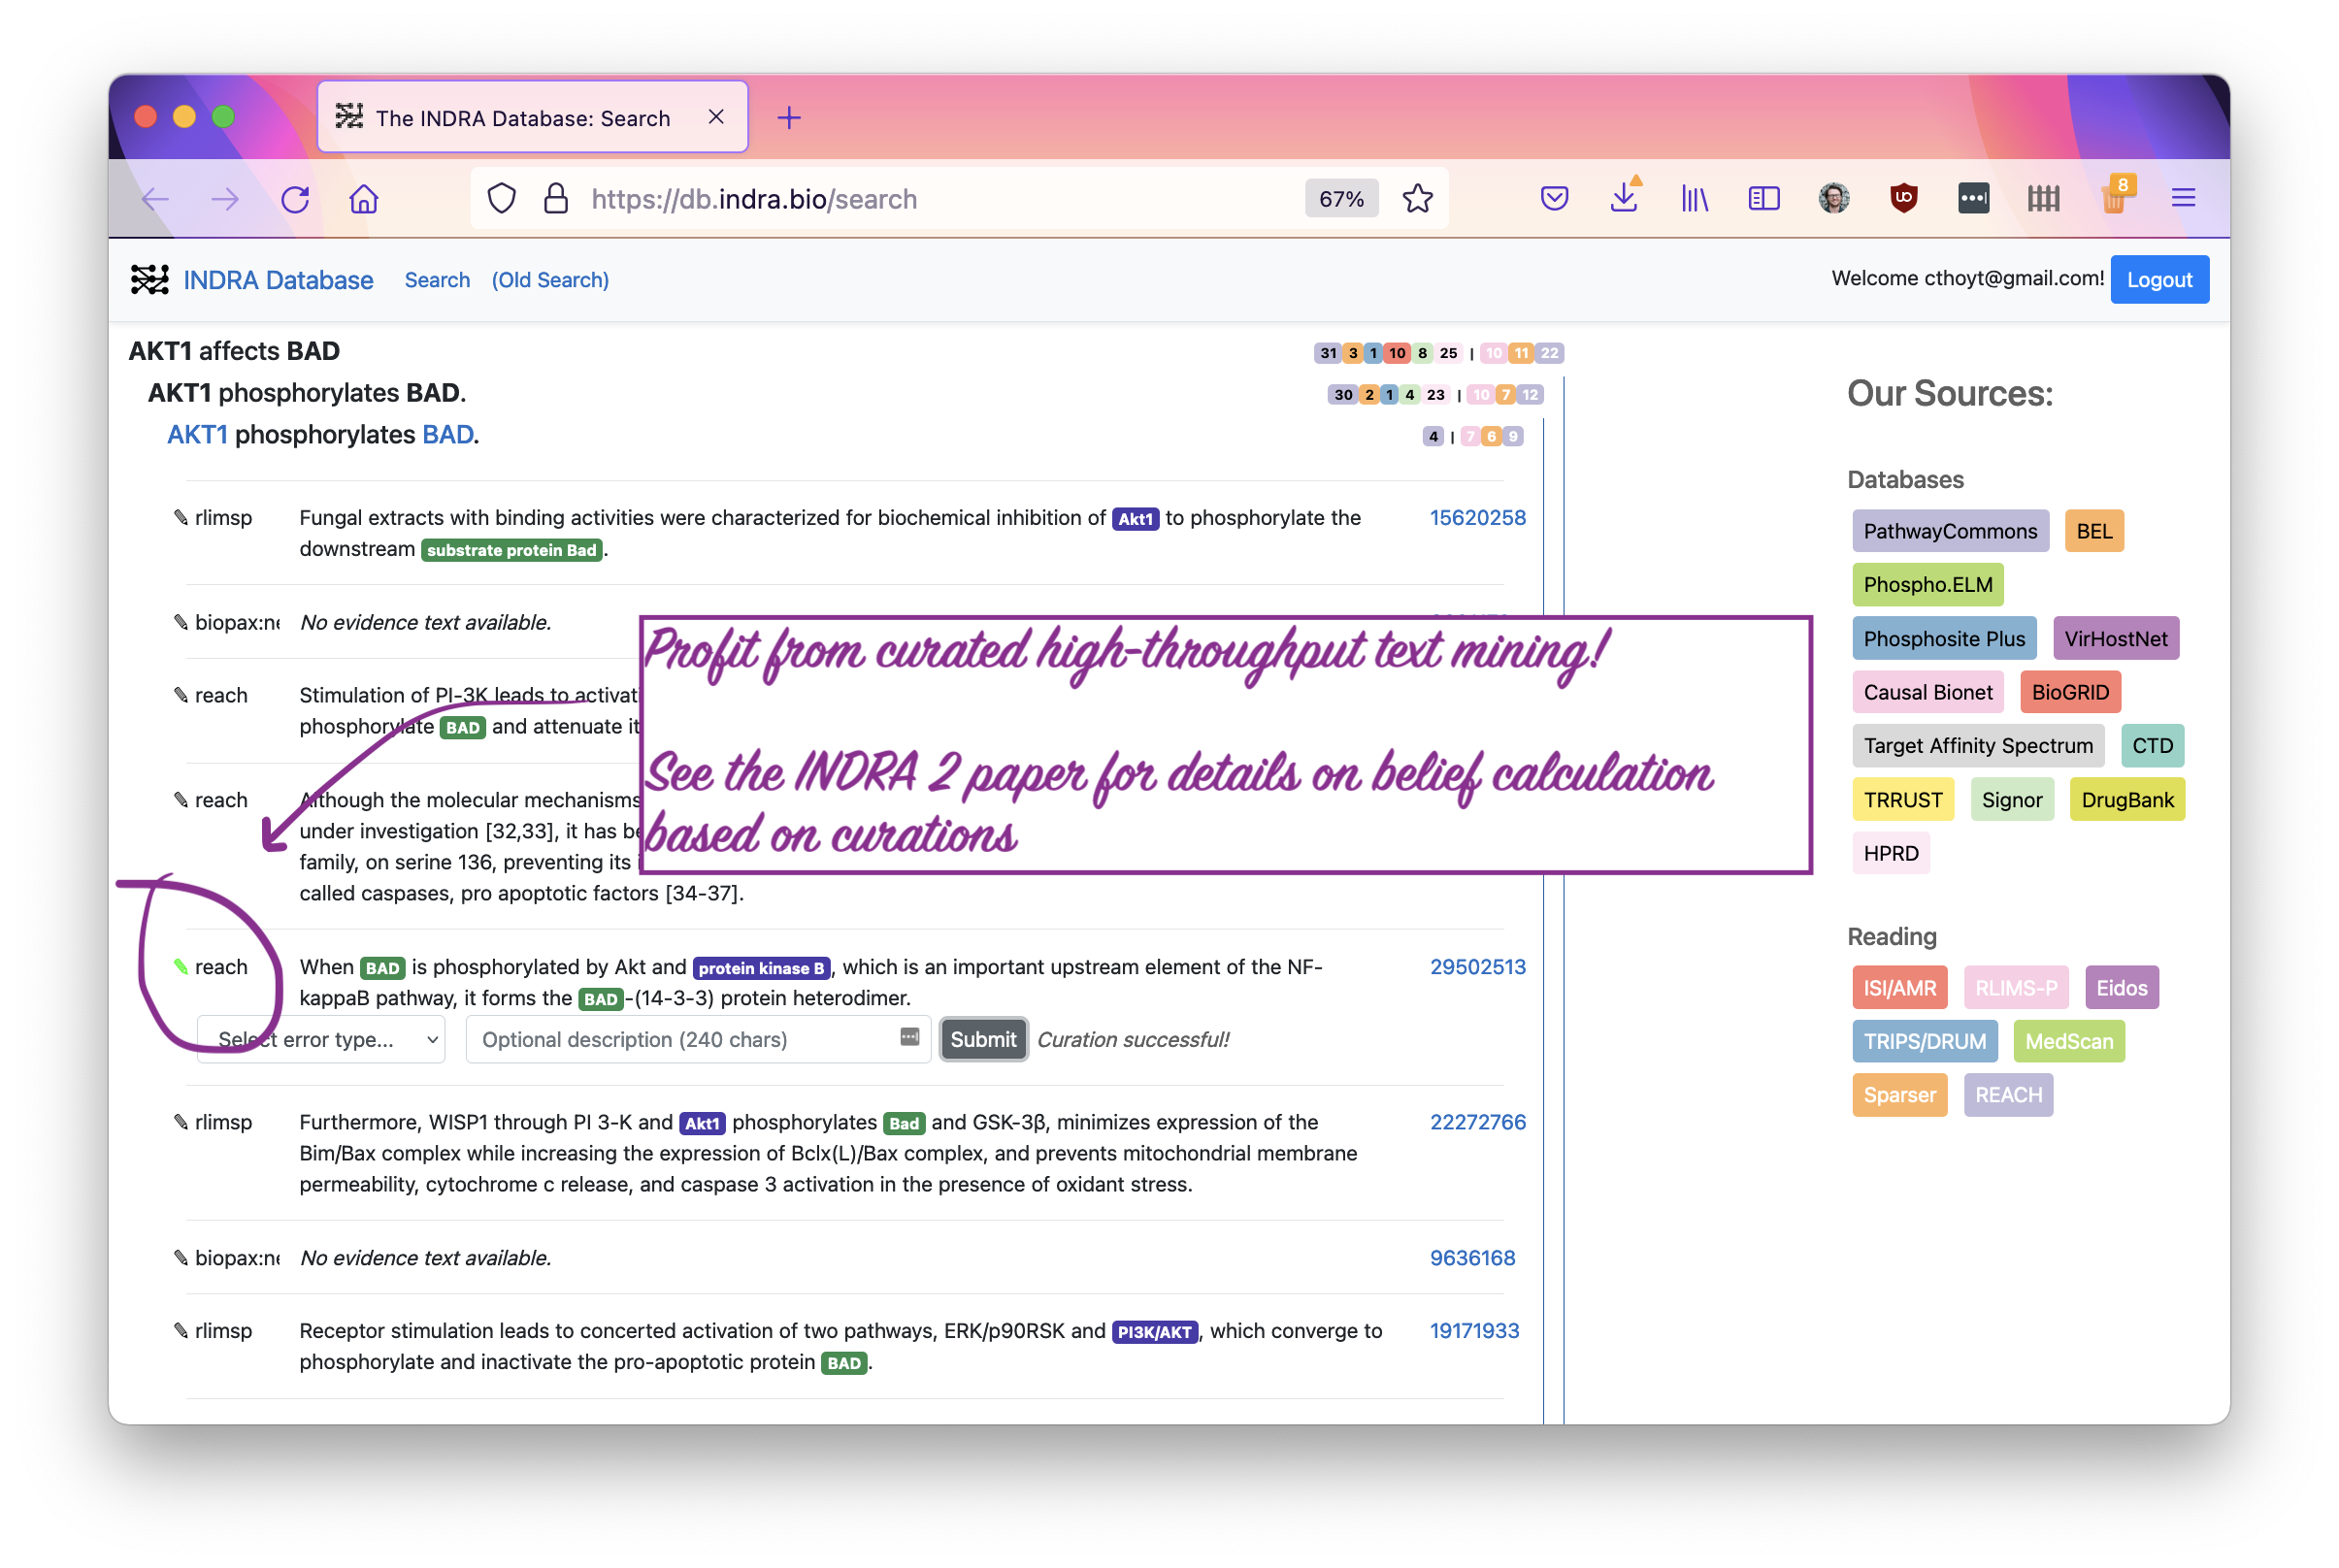 The INDRA Database: Search
https://db.indra.bio/search
67%
8
INDRA Database Search (Old Search)
Welcome cthoyt@gmail.com! Logout
AKT1 affects BAD
31 3 1 10 8 25 | 10 11 22
AKT1 phosphorylates BAD.
30 2 1 4 23 | 10 7 12
AKT1 phosphorylates BAD.
4 | 7 6 9
rlimsp
Fungal extracts with binding activities were characterized for biochemical inhibition of Akt1 to phosphorylate the
downstream substrate protein Bad.
15620258
biopax:ne
No evidence text available.
reach
Stimulation of PI-3K leads to activati
phosphorylate BAD and attenuate it
reach
Although the molecular mechanisms
under investigation [32,33], it has be
family, on serine 136, preventing its i
called caspases, pro apoptotic factors [34-37].
Profit from curated high-throughput text mining!
See the INDRA 2 paper for details on belief calculation
based on curations
reach
When BAD is phosphorylated by Akt and protein kinase B, which is an important upstream element of the NF-
kappaB pathway, it forms the BAD-(14-3-3) protein heterodimer.
29502513
Select error type...
Optional description (240 chars)
Submit
Curation successful!
rlimsp
Furthermore, WISP1 through PI 3-K and Akt1 phosphorylates Bad and GSK-3β, minimizes expression of the
Bim/Bax complex while increasing the expression of Bclx(L)/Bax complex, and prevents mitochondrial membrane
permeability, cytochrome c release, and caspase 3 activation in the presence of oxidant stress.
22272766
biopax:ne
No evidence text available.
9636168
rlimsp
Receptor stimulation leads to concerted activation of two pathways, ERK/p90RSK and PI3K/AKT, which converge to
phosphorylate and inactivate the pro-apoptotic protein BAD.
19171933
Our Sources:
Databases
PathwayCommons BEL
Phospho.ELM
Phosphosite Plus VirHostNet
Causal Bionet BioGRID
Target Affinity Spectrum CTD
TRRUST Signor DrugBank
HPRD
Reading
ISI/AMR RLIMS-P Eidos
TRIPS/DRUM MedScan
Sparser REACH